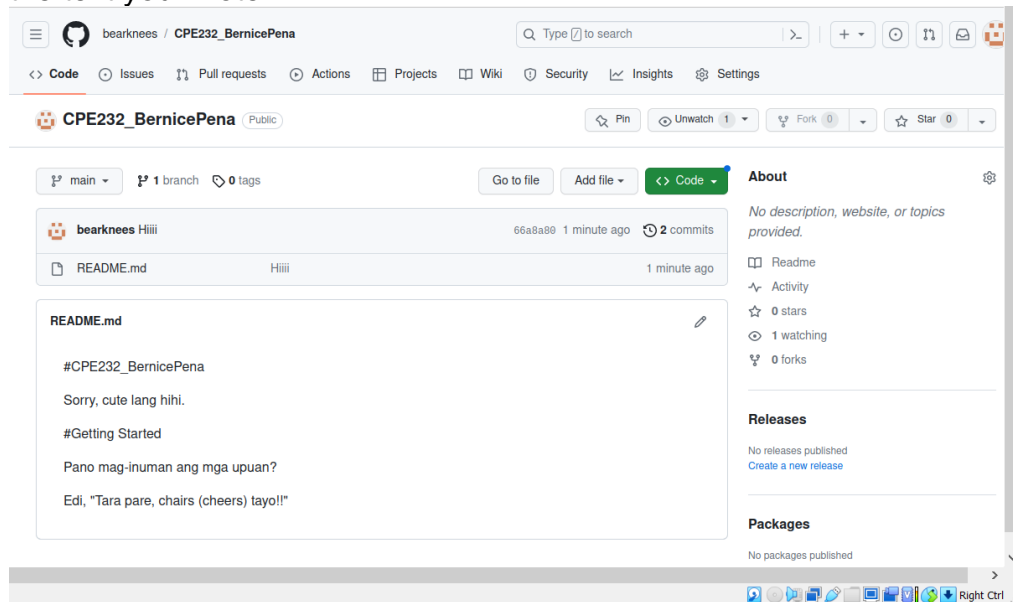 bearknees / CPE232_BernicePena
Type / to search
Code Issues Pull requests Actions Projects Wiki Security Insights Settings
CPE232_BernicePena Public
Pin Unwatch 1 Fork 0 Star 0
main 1 branch 0 tags Go to file Add file Code
bearknees Hiiii 66a8a80 1 minute ago 2 commits
README.md Hiiii 1 minute ago
README.md
#CPE232_BernicePena
Sorry, cute lang hihi.
#Getting Started
Pano mag-inuman ang mga upuan?
Edi, "Tara pare, chairs (cheers) tayo!!"
About
No description, website, or topics
provided.
Readme
Activity
0 stars
1 watching
0 forks
Releases
No releases published
Create a new release
Packages
No packages published
Right Ctrl